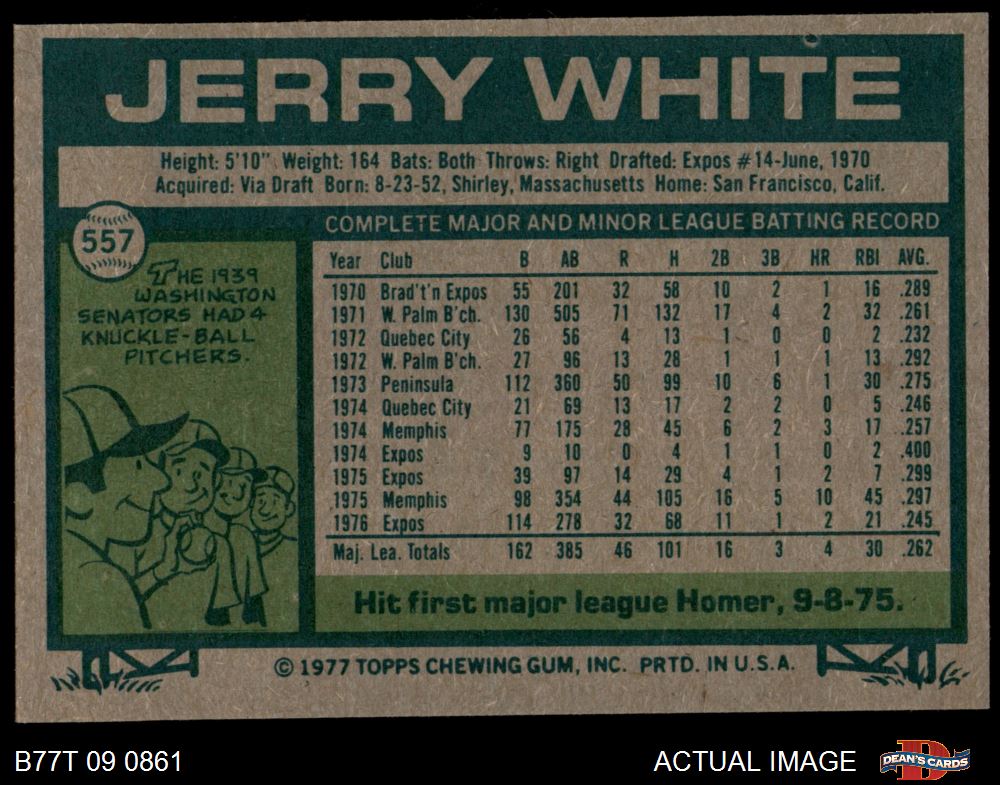 JERRY WHITE
Height: 5'10" Weight: 164 Bats: Both Throws: Right Drafted: Expos #14-June, 1970
Acquired: Via Draft Born: 8-23-52, Shirley, Massachusetts Home: San Francisco, Calif.
557
THE 1939
WASHINGTON
SENATORS HAD 4
KNUCKLE-BALL
PITCHERS.
COMPLETE MAJOR AND MINOR LEAGUE BATTING RECORD
Year Club B AB R H 2B 3B HR RBI AVG.
1970 Brad't'n Expos 55 201 32 58 10 2 1 16 .289
1971 W. Palm B'ch. 130 505 71 132 17 4 2 32 .261
1972 Quebec City 26 56 4 13 1 0 0 2 .232
1972 W. Palm B'ch. 27 96 13 28 1 1 1 13 .292
1973 Peninsula 112 360 50 99 10 6 1 30 .275
1974 Quebec City 21 69 13 17 2 2 0 5 .246
1974 Memphis 77 175 28 45 6 2 3 17 .257
1974 Expos 9 10 0 4 1 1 0 2 .400
1975 Expos 39 97 14 29 4 1 2 7 .299
1975 Memphis 98 354 44 105 16 5 10 45 .297
1976 Expos 114 278 32 68 11 1 2 21 .245
Maj. Lea. Totals 162 385 46 101 16 3 4 30 .262
Hit first major league Homer, 9-8-75.
© 1977 TOPPS CHEWING GUM, INC. PRTD. IN U.S.A.
B77T 09 0861
ACTUAL IMAGE
D
DEAN'S CARDS